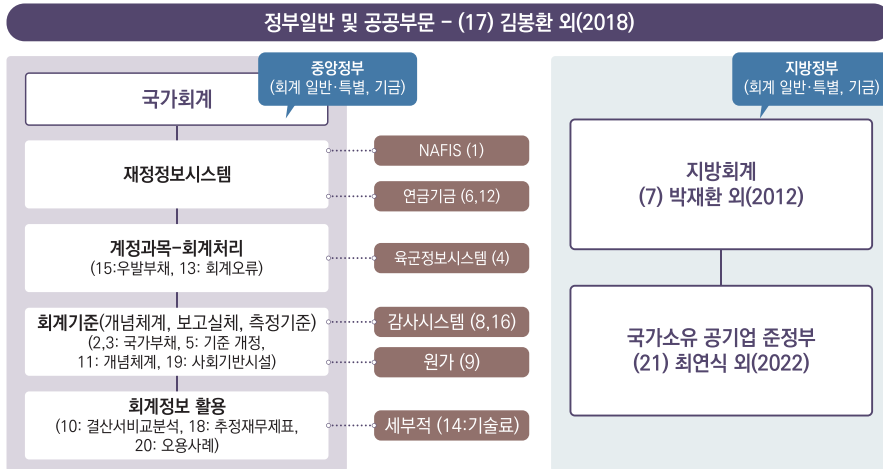 정부일반 및 공공부문 – (17) 김봉환 외(2018)
중앙정부
(회계 일반·특별, 기금)
국가회계
재정정보시스템
NAFIS (1)
연금기금 (6,12)
계정과목-회계처리
(15:우발부채, 13: 회계오류)
육군정보시스템 (4)
회계기준(개념체계, 보고실체, 측정기준)
(2,3: 국가부채, 5: 기준 개정,
11: 개념체계, 19: 사회기반시설)
감사시스템 (8,16)
원가 (9)
회계정보 활용
(10: 결산서비교분석, 18: 추정재무제표,
20: 오용사례)
세부적 (14:기술료)
지방정부
(회계 일반·특별, 기금)
지방회계
(7) 박재환 외(2012)
국가소유 공기업 준정부
(21) 최연식 외(2022)